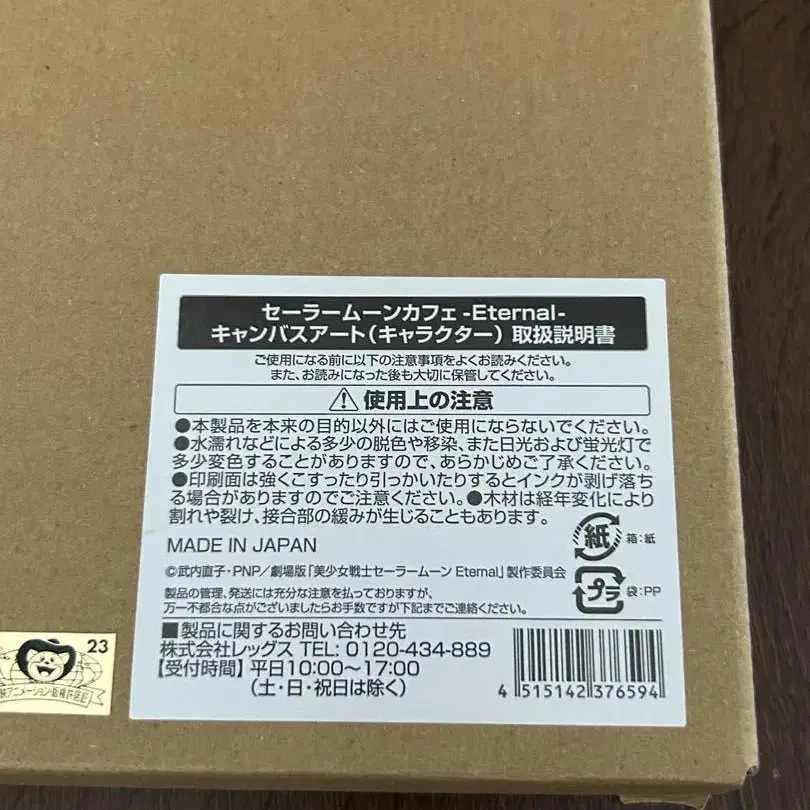 セーラームーンカフェ -Eternal-
キャンバスアート(キャラクター) 取扱説明書
ご使用になる前に以下の注意事項をよくお読みください。
また、お読みになった後も大切に保管してください。
使用上の注意
●本製品を本来の目的以外にはご使用にならないでください。
●水濡れなどによる多少の脱色や移染、また日光および蛍光灯で
多少変色することがありますので、あらかじめご了承ください。
●印刷面は強くこすったり引っかいたりするとインクが剥げ落ち
る場合がありますのでご注意ください。●木材は経年変化により
割れや裂け、接合部の緩みが生じることもあります。
MADE IN JAPAN
紙 箱:紙
©武内直子・PNP/劇場版「美少女戦士セーラームーン Eternal」製作委員会
プラ 袋:PP
製品の管理、発送には充分な注意を払っておりますが、
万一不都合な点がございましたらお手数ですが下記までご連絡ください。
■製品に関するお問い合わせ先
株式会社レッグス TEL: 0120-434-889
【受付時間】平日10:00〜17:00
(土・日・祝日は除く)
4 515142 376594
23